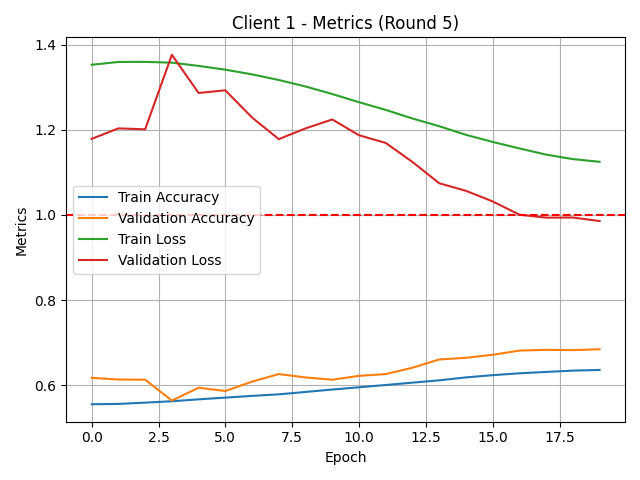 Client 1 - Metrics (Round 5)
1.4
1.2
1.0
0.8
0.6
Metrics
Train Accuracy
Validation Accuracy
Train Loss
Validation Loss
0.0
2.5
5.0
7.5
10.0
12.5
15.0
17.5
Epoch